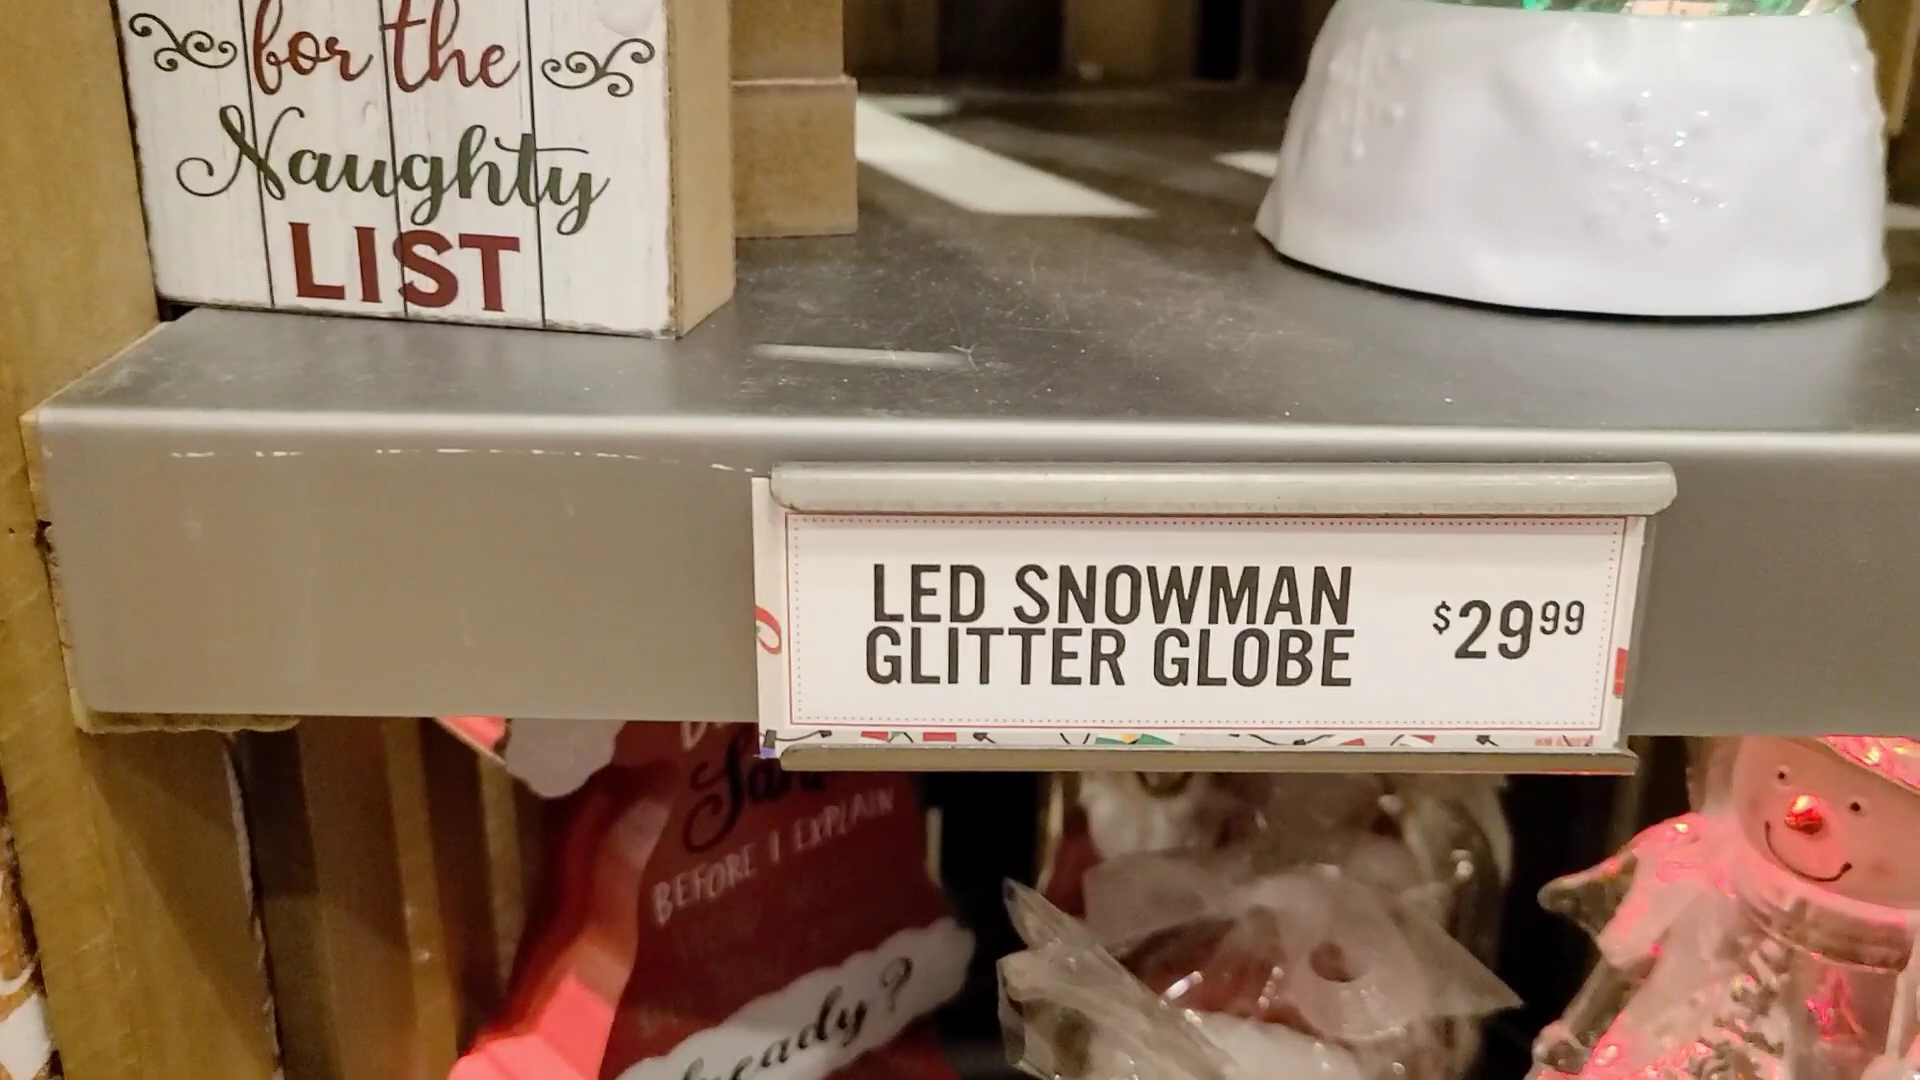 for the
Naughty
LIST
LED SNOWMAN
GLITTER GLOBE
$29.99
BEFORE I EXPLAIN